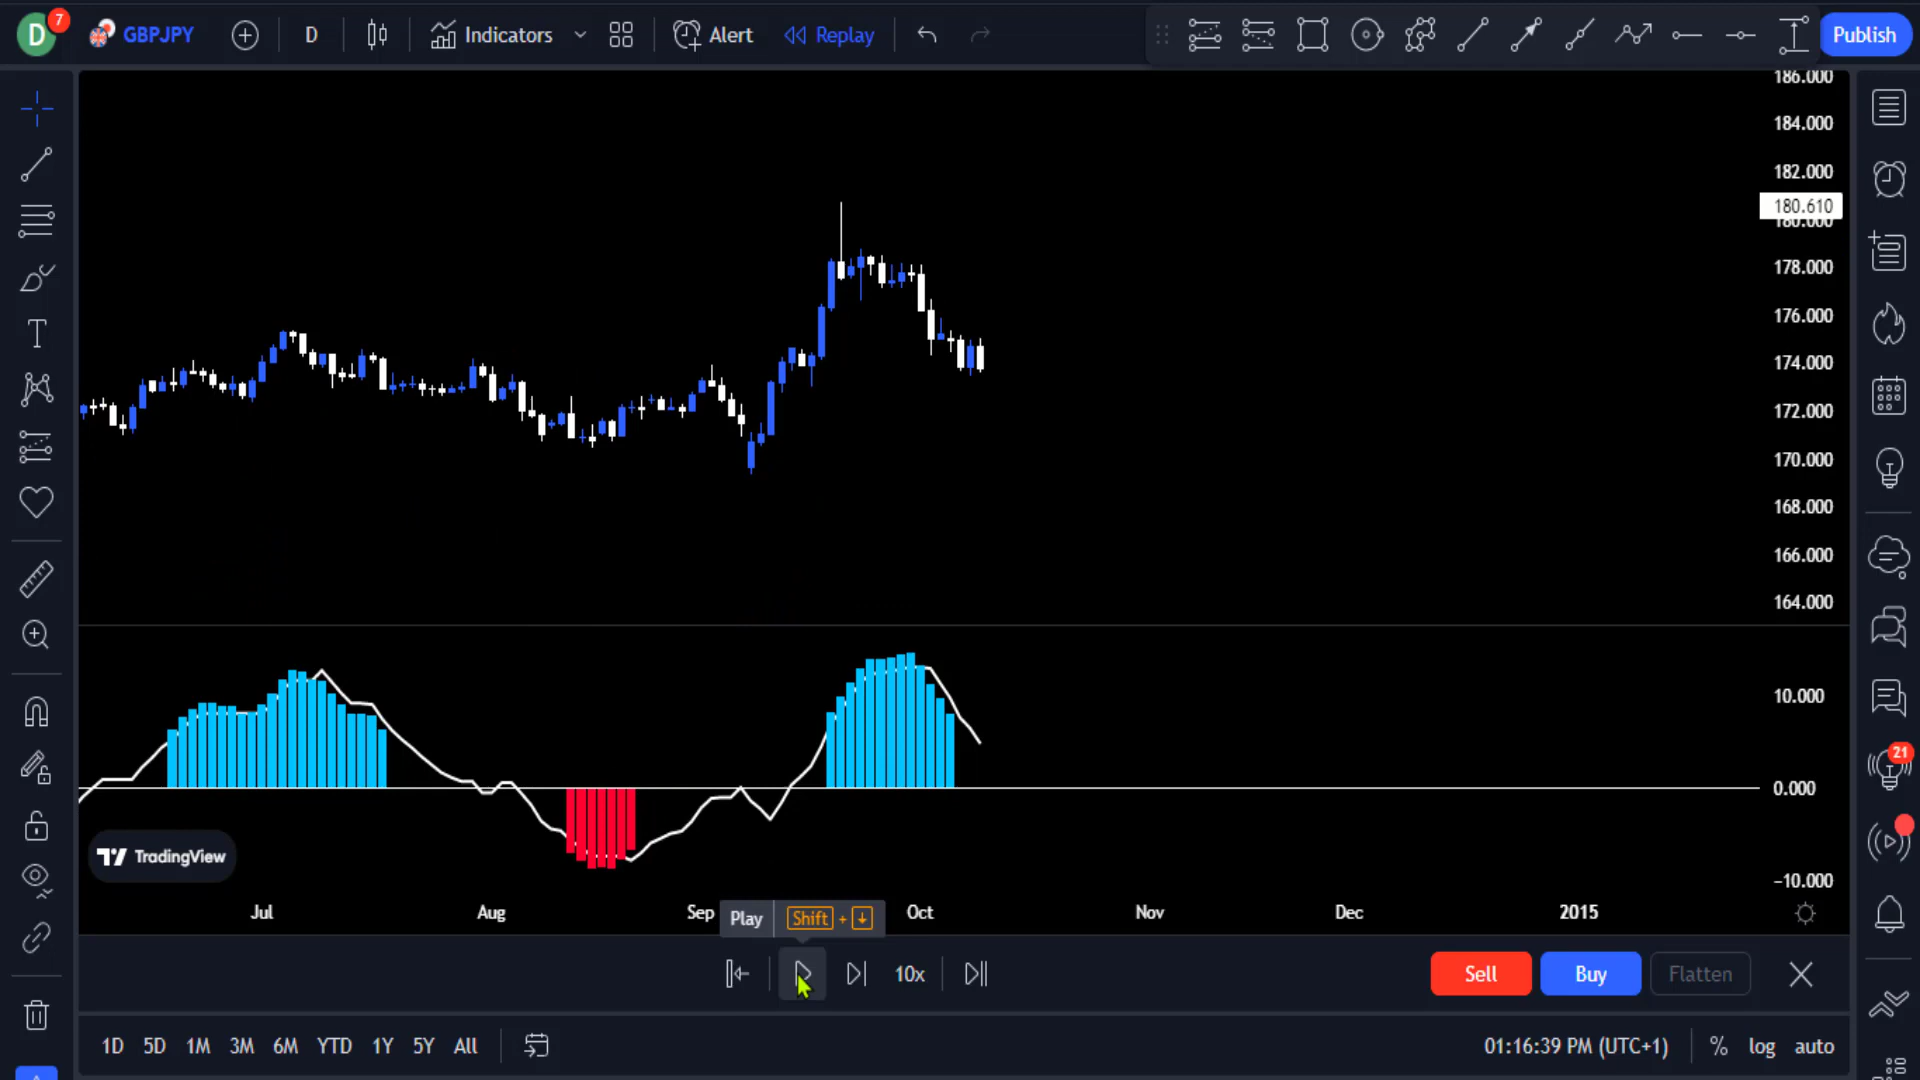 D
7
GBPJPY
D
Indicators
Alert
Replay
Publish
186.000
184.000
182.000
180.610
180.000
178.000
176.000
174.000
172.000
170.000
168.000
166.000
164.000
10.000
0.000
−10.000
21
TradingView
Jul
Aug
Sep
Oct
Nov
Dec
2015
Play
Shift + ↓
10x
Sell
Buy
Flatten
1D
5D
1M
3M
6M
YTD
1Y
5Y
All
01:16:39 PM (UTC+1)
%
log
auto